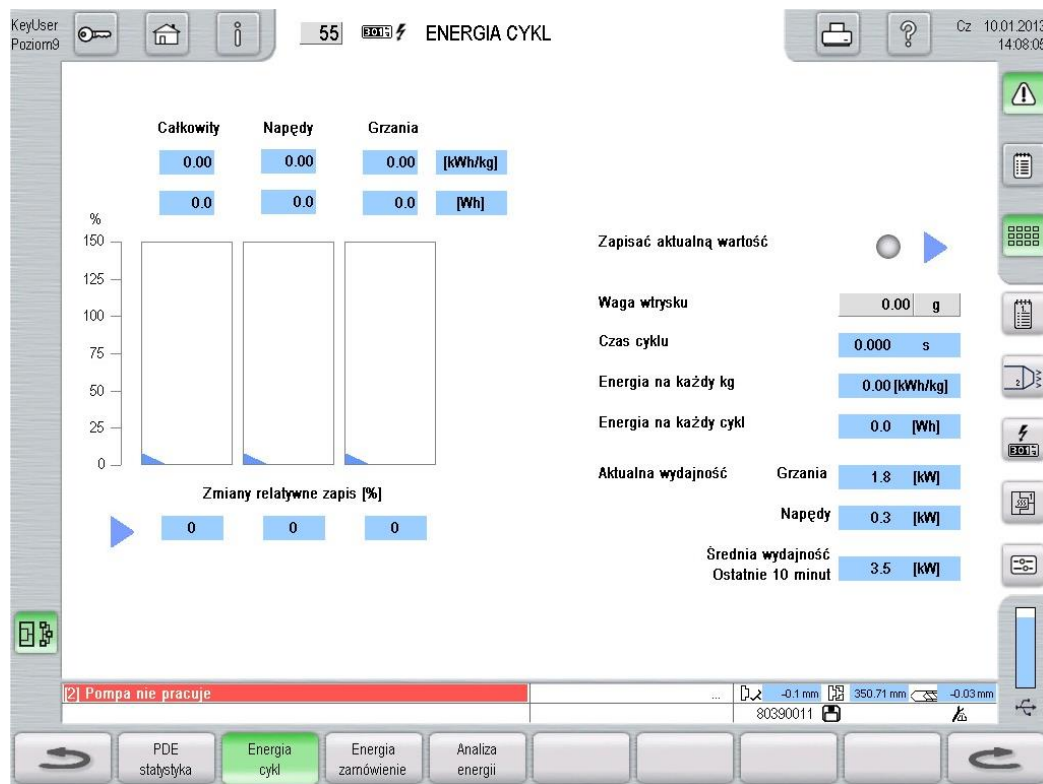 KeyUser
Poziom9
55
ENERGIA CYKL
Cz 10.01.2013
14:08:05
Całkowity Napędy Grzania
0.00 0.00 0.00 [kWh/kg]
0.0 0.0 0.0 [Wh]
%
150
125
100
75
50
25
0
Zmiany relatywne zapis [%]
0 0 0
Zapisać aktualną wartość
Waga wtrysku 0.00 g
Czas cyklu 0.000 s
Energia na każdy kg 0.00 [kWh/kg]
Energia na każdy cykl 0.0 [Wh]
Aktualna wydajność Grzania 1.8 [kW]
Napędy 0.3 [kW]
Średnia wydajność
Ostatnie 10 minut 3.5 [kW]
[2] Pompa nie pracuje
... -0.1 mm 350.71 mm -0.03 mm
80390011
PDE
statystyka
Energia
cykl
Energia
zamówienie
Analiza
energii